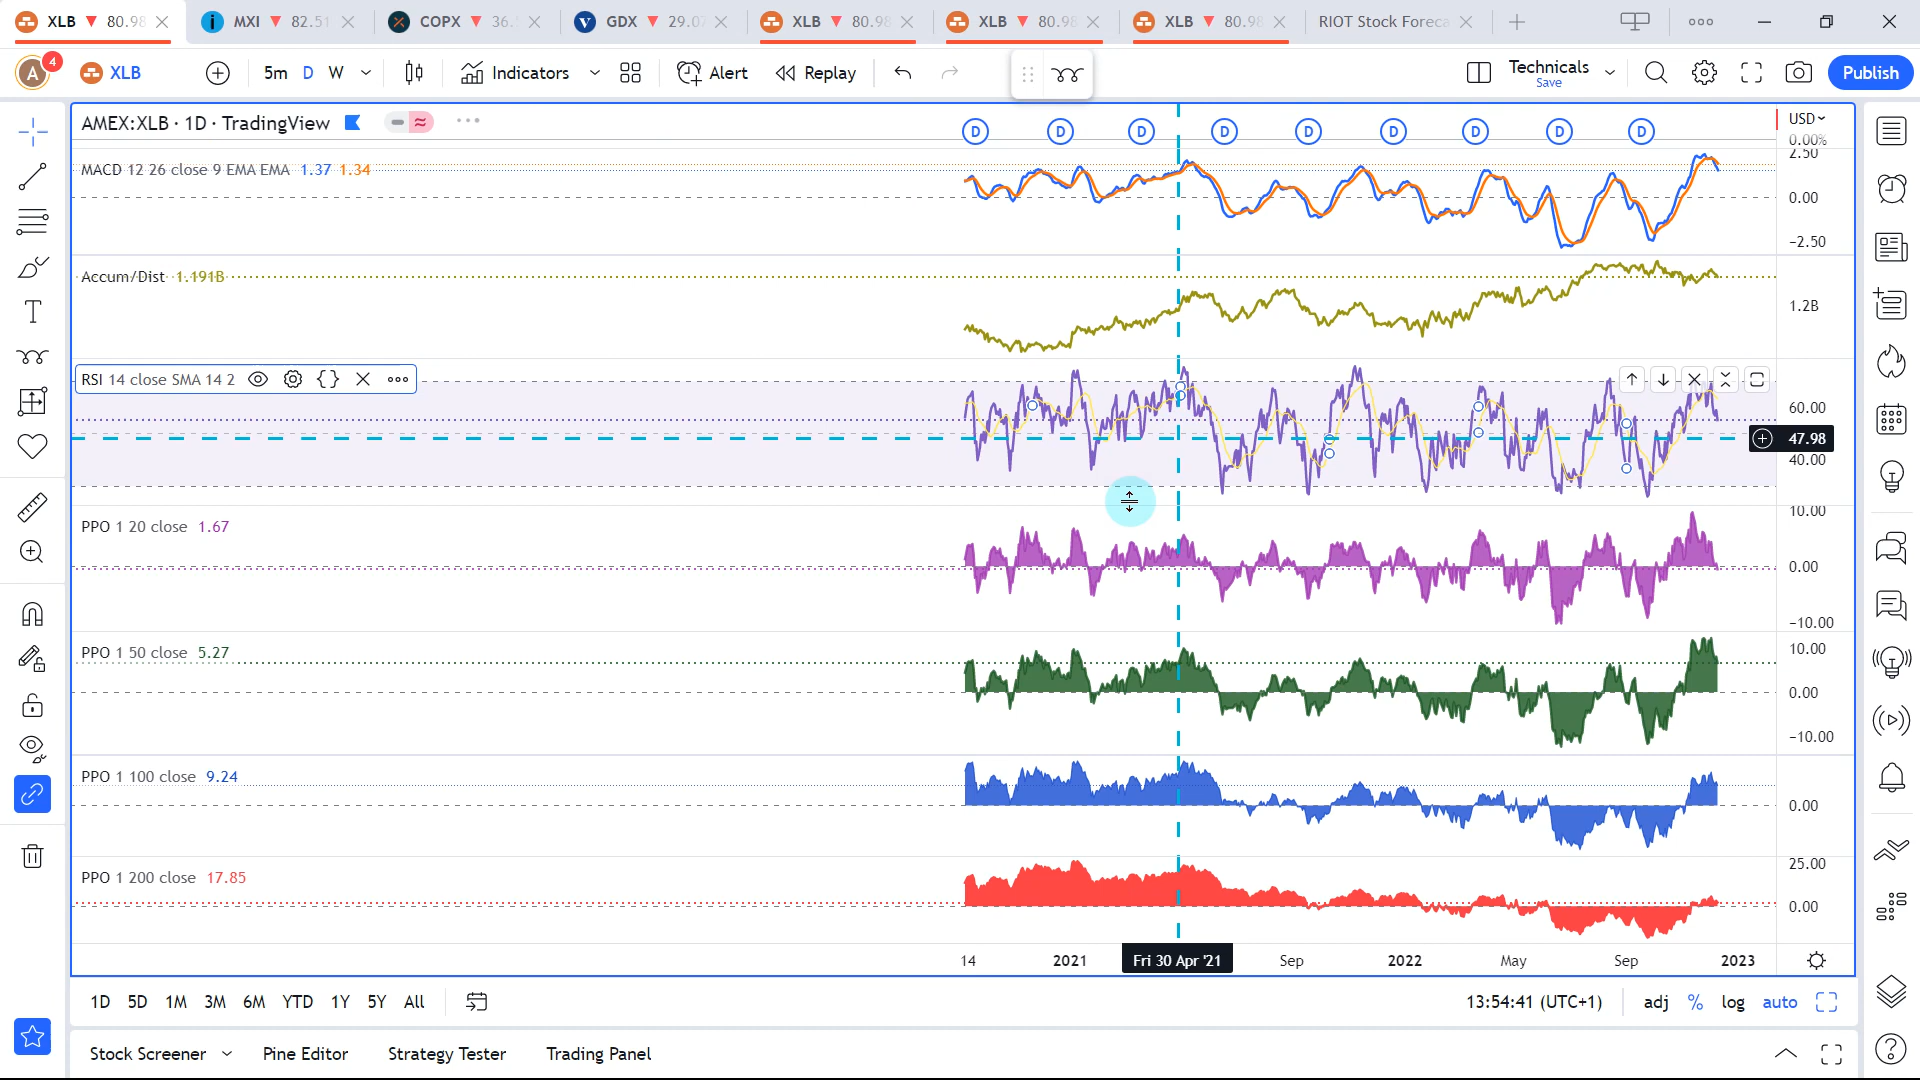 XLB ▼ 80.98
MXI ▼ 82.51
COPX ▼ 36.
GDX ▼ 29.07
XLB ▼ 80.98
XLB ▼ 80.98
XLB ▼ 80.98
RIOT Stock Foreca
A 4
XLB
5m D W
Indicators
Alert
Replay
Technicals
Save
Publish
AMEX:XLB · 1D · TradingView
D D D D D D D D D
USD
0.00%
MACD 12 26 close 9 EMA EMA 1.37 1.34
2.50
0.00
−2.50
Accum/Dist 1.191B
1.2B
RSI 14 close SMA 14 2
60.00
47.98
40.00
PPO 1 20 close 1.67
10.00
0.00
−10.00
PPO 1 50 close 5.27
10.00
0.00
−10.00
PPO 1 100 close 9.24
0.00
PPO 1 200 close 17.85
25.00
0.00
14 2021 Fri 30 Apr '21 Sep 2022 May Sep 2023
1D 5D 1M 3M 6M YTD 1Y 5Y All
13:54:41 (UTC+1) adj % log auto
Stock Screener Pine Editor Strategy Tester Trading Panel